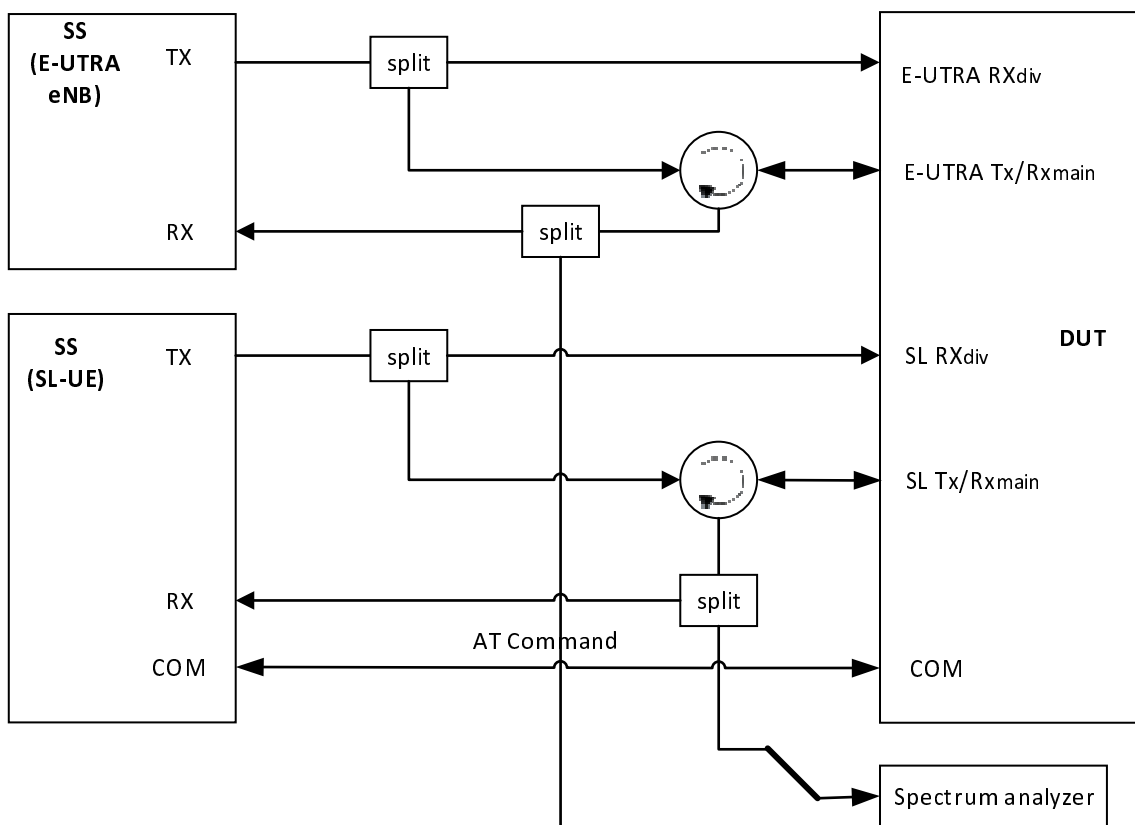 SS
(E-UTRA
eNB)
TX
split
E-UTRA RXdiv
E-UTRA Tx/Rxmain
RX
split
SS
(SL-UE)
TX
split
SL RXdiv
DUT
SL Tx/Rxmain
RX
split
AT Command
COM
COM
Spectrum analyzer